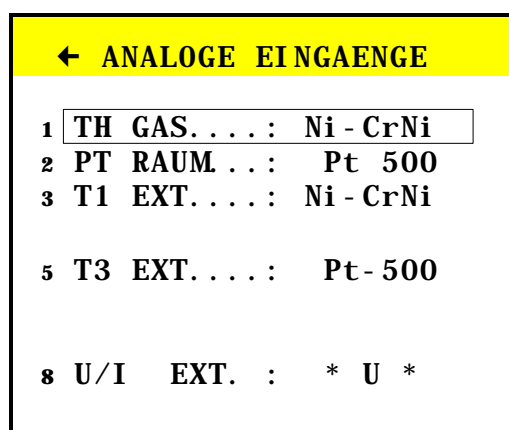 ← ANALOGE EINGAENGE
1 TH GAS....: Ni-CrNi
2 PT RAUM...: Pt 500
3 T1 EXT....: Ni-CrNi
5 T3 EXT....: Pt-500
8 U/I EXT. : * U *